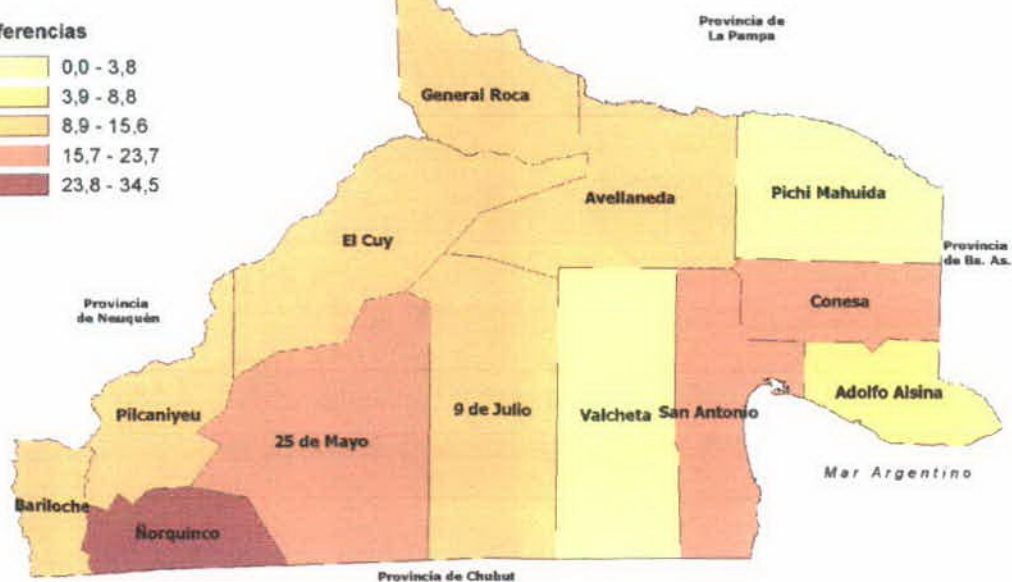 ferencias
0,0 - 3,8
3,9 - 8,8
8,9 - 15,6
15,7 - 23,7
23,8 - 34,5
Provincia de
La Pampa
General Roca
Avellaneda
Pichi Mahuida
El Cuy
Provincia
de Bs. As.
Provincia
de Neuquén
Conesa
Pilcaniyeu
25 de Mayo
9 de Julio
Valcheta
San Antonio
Adolfo Alsina
Mar Argentino
Bariloche
Ñorquinco
Provincia de Chubut